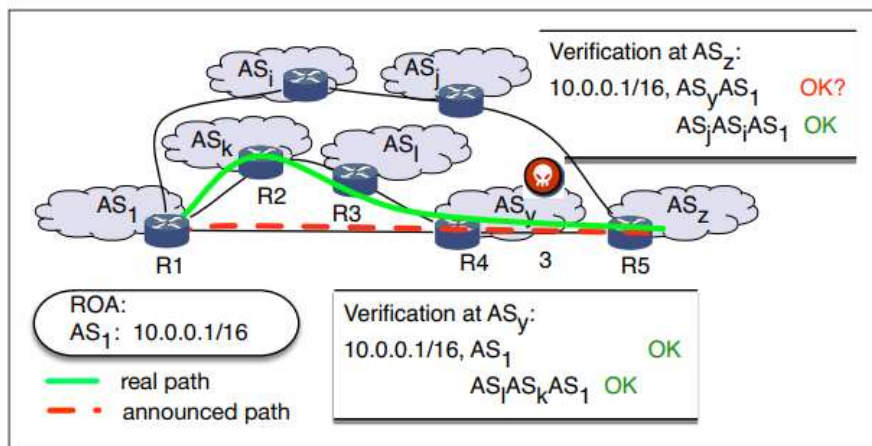 ASi
ASj
Verification at ASz:
10.0.0.1/16, ASyAS1 OK?
ASjASiAS1 OK
ASk
ASl
R2
R3
AS1
ASy
ASz
R1
R4
3
R5
ROA:
AS1: 10.0.0.1/16
Verification at ASy:
10.0.0.1/16, AS1 OK
ASlASkAS1 OK
real path
announced path